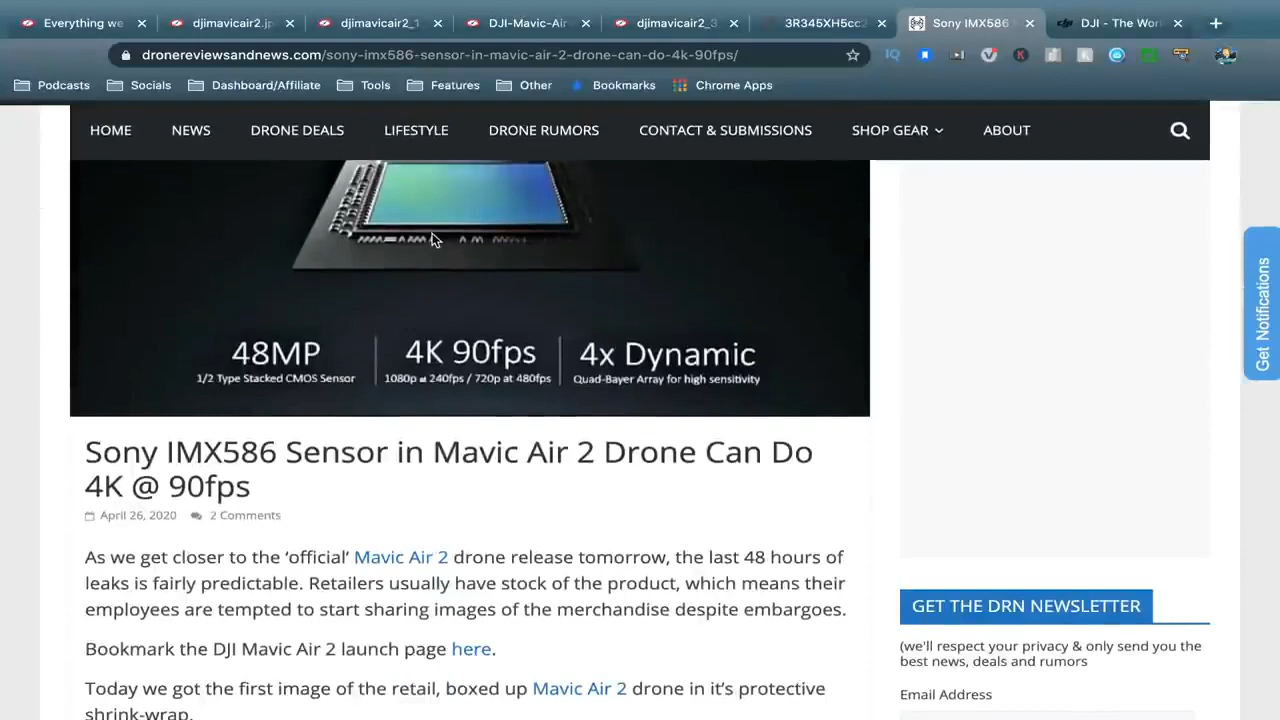 Everything we
djimavicair2.jp
djimavicair2_1
DJI-Mavic-Air-
djimavicair2_3
3R345XH5cc2
Sony IMX586
DJI - The Worl
dronereviewsandnews.com/sony-imx586-sensor-in-mavic-air-2-drone-can-do-4k-90fps/
Podcasts Socials Dashboard/Affiliate Tools Features Other Bookmarks Chrome Apps
HOME NEWS DRONE DEALS LIFESTYLE DRONE RUMORS CONTACT & SUBMISSIONS SHOP GEAR ABOUT
48MP
1/2 Type Stacked CMOS Sensor
4K 90fps
1080p at 240fps / 720p at 480fps
4x Dynamic
Quad-Bayer Array for high sensitivity
Sony IMX586 Sensor in Mavic Air 2 Drone Can Do
4K @ 90fps
April 26, 2020 2 Comments
As we get closer to the ‘official’ Mavic Air 2 drone release tomorrow, the last 48 hours of
leaks is fairly predictable. Retailers usually have stock of the product, which means their
employees are tempted to start sharing images of the merchandise despite embargoes.
Bookmark the DJI Mavic Air 2 launch page here.
Today we got the first image of the retail, boxed up Mavic Air 2 drone in it’s protective
shrink-wrap.
Get Notifications
GET THE DRN NEWSLETTER
(we'll respect your privacy & only send you the
best news, deals and rumors
Email Address